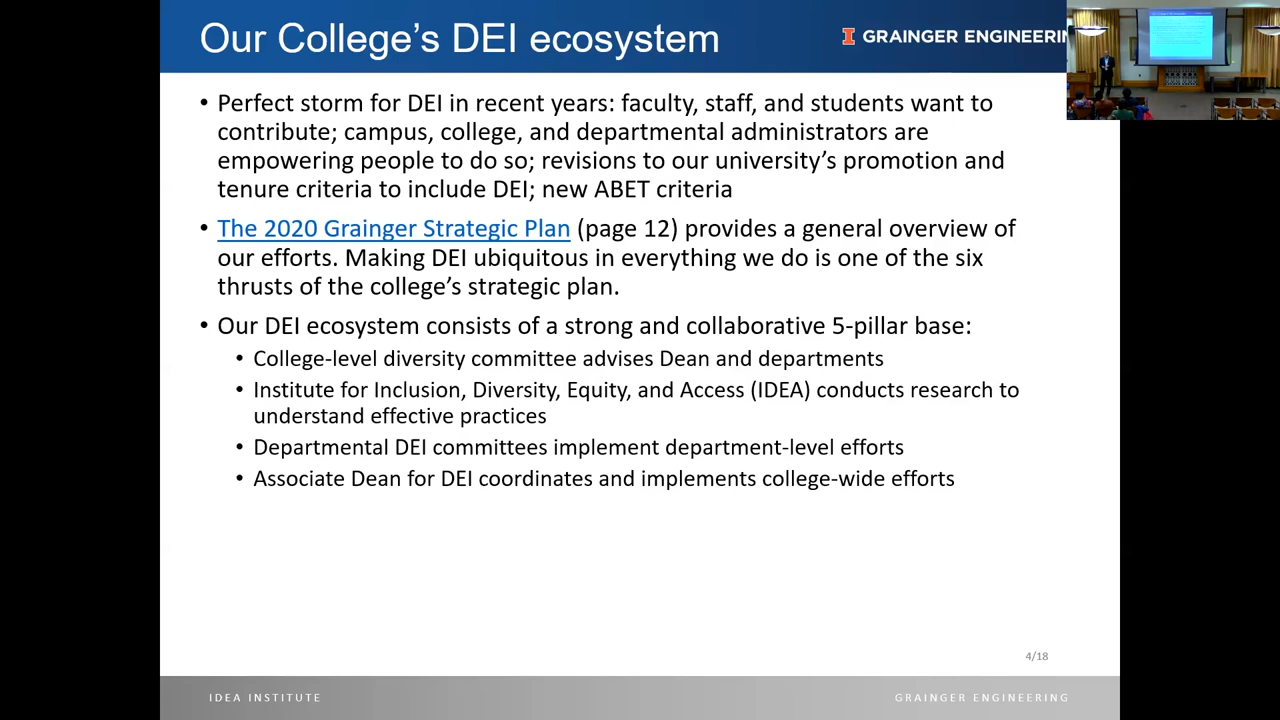 Our College's DEI ecosystem
I GRAINGER ENGINEERIN
• Perfect storm for DEI in recent years: faculty, staff, and students want to
contribute; campus, college, and departmental administrators are
empowering people to do so; revisions to our university's promotion and
tenure criteria to include DEI; new ABET criteria
• The 2020 Grainger Strategic Plan (page 12) provides a general overview of
our efforts. Making DEI ubiquitous in everything we do is one of the six
thrusts of the college's strategic plan.
• Our DEI ecosystem consists of a strong and collaborative 5-pillar base:
• College-level diversity committee advises Dean and departments
• Institute for Inclusion, Diversity, Equity, and Access (IDEA) conducts research to
understand effective practices
• Departmental DEI committees implement department-level efforts
• Associate Dean for DEI coordinates and implements college-wide efforts
4/18
IDEA INSTITUTE
GRAINGER ENGINEERING